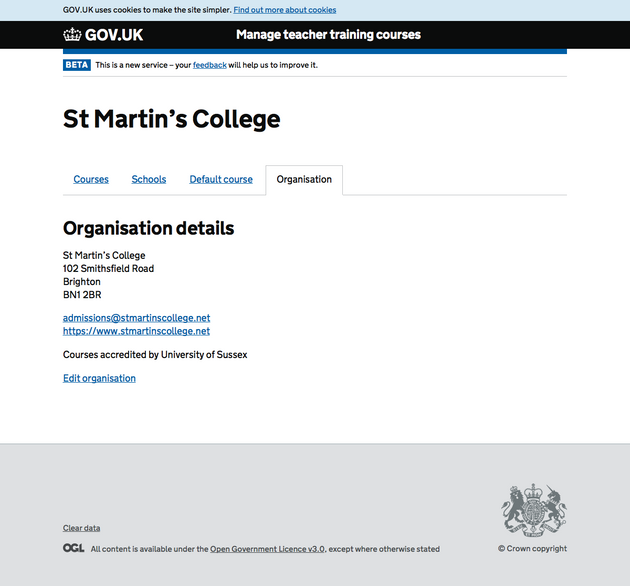 GOV.UK uses cookies to make the site simpler. Find out more about cookies
GOV.UK Manage teacher training courses
BETA This is a new service – your feedback will help us to improve it.
St Martin’s College
Courses Schools Default course Organisation
Organisation details
St Martin’s College
102 Smithsfield Road
Brighton
BN1 2BR
admissions@stmartinscollege.net
https://www.stmartinscollege.net
Courses accredited by University of Sussex
Edit organisation
Clear data
OGL All content is available under the Open Government Licence v3.0, except where otherwise stated
© Crown copyright